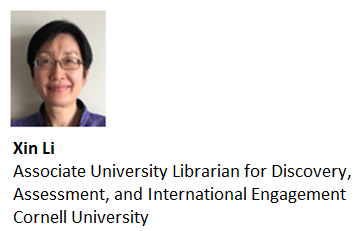 Xin Li
Associate University Librarian for Discovery,
Assessment, and International Engagement
Cornell University